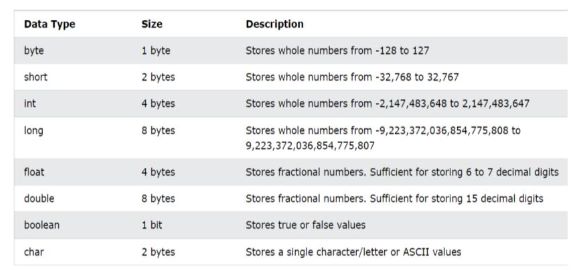 Data Type Size Description
byte 1 byte Stores whole numbers from -128 to 127
short 2 bytes Stores whole numbers from -32,768 to 32,767
int 4 bytes Stores whole numbers from -2,147,483,648 to 2,147,483,647
long 8 bytes Stores whole numbers from -9,223,372,036,854,775,808 to
9,223,372,036,854,775,807
float 4 bytes Stores fractional numbers. Sufficient for storing 6 to 7 decimal digits
double 8 bytes Stores fractional numbers. Sufficient for storing 15 decimal digits
boolean 1 bit Stores true or false values
char 2 bytes Stores a single character/letter or ASCII values